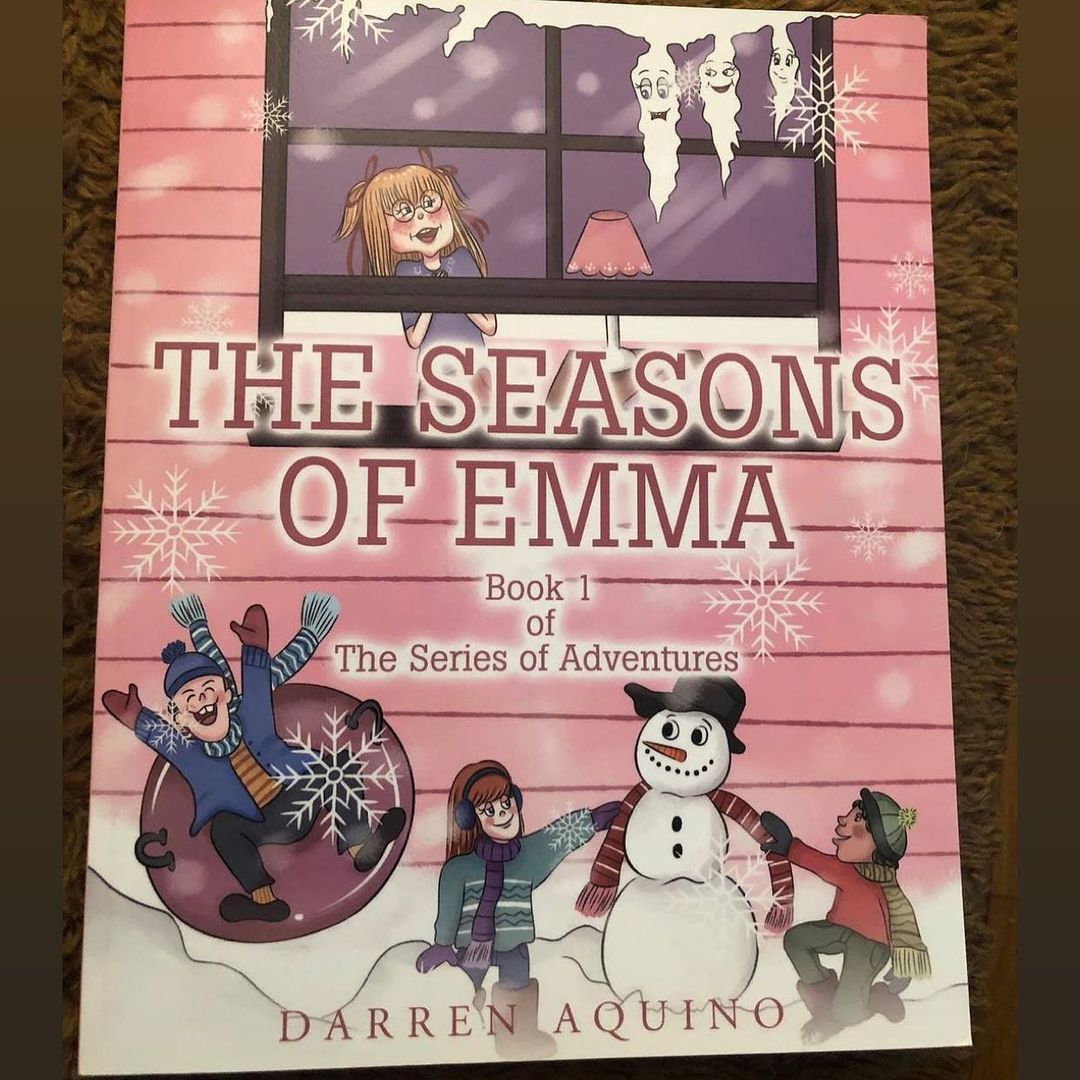 THE SEASONS
OF EMMA
Book 1
of
The Series of Adventures
DARREN AQUINO